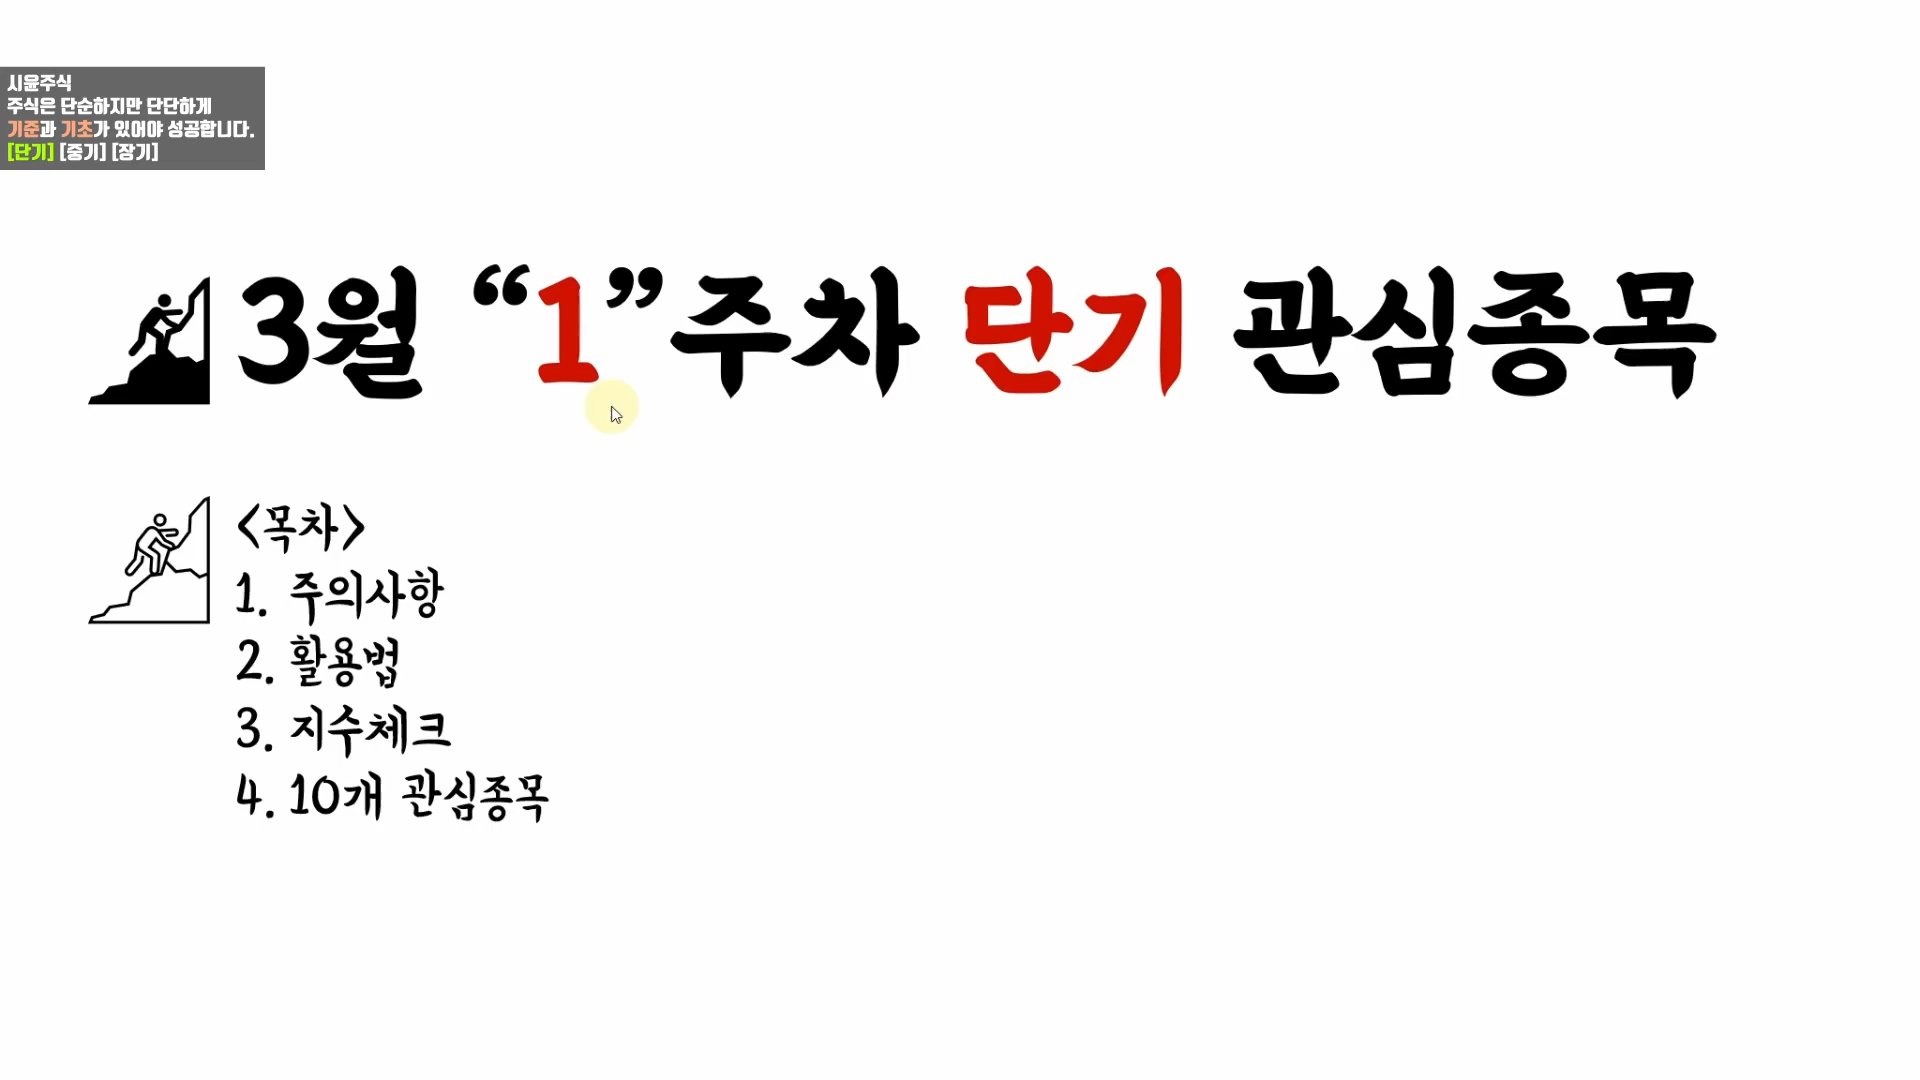 시윤주식
주식은 단순하지만 단단하게
기준과 기초가 있어야 성공합니다.
[단기] [중기] [장기]
3월 “1”주차 단기 관심종목
<목차>
1. 주의사항
2. 활용법
3. 지수체크
4. 10개 관심종목